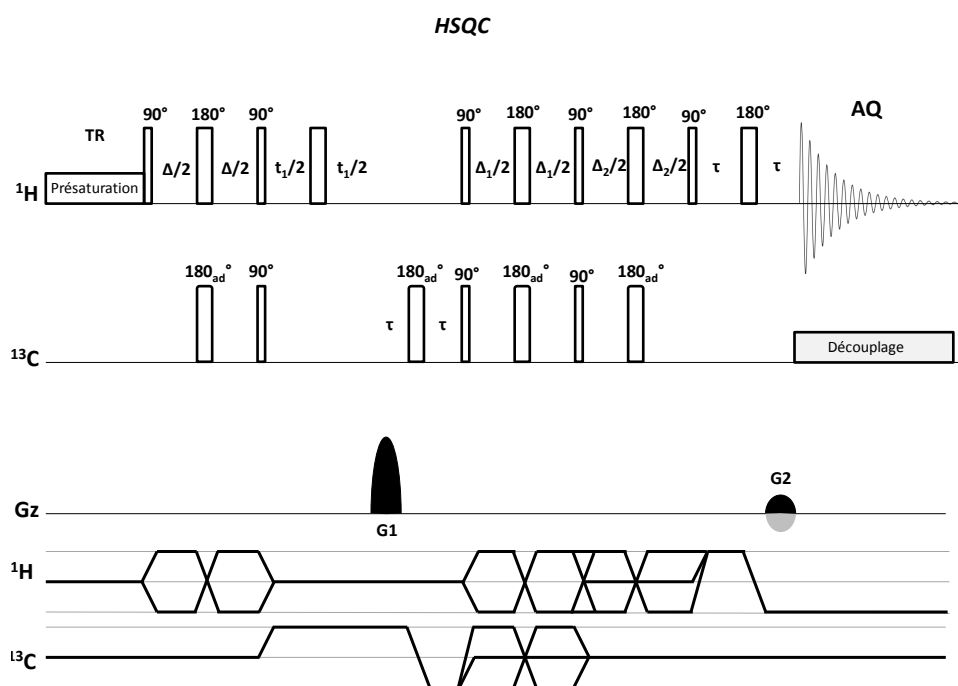 HSQC
90° 180° 90° 90° 180° 90° 180° 90° 180° AQ
TR
Δ/2 Δ/2 t1/2 t1/2 Δ1/2 Δ1/2 Δ2/2 Δ2/2 τ τ
1H Présaturation
180ad° 90° 180ad° 90° 180ad° 90° 180ad°
τ τ
13C Découplage
G2
Gz
G1
1H
13C